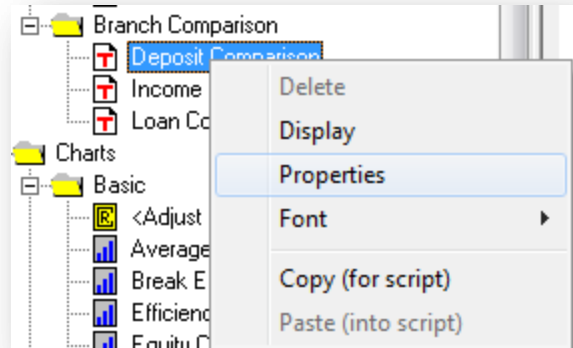 Branch Comparison
Deposit Comparison
Income
Loan Co
Charts
Basic
<Adjust
Average
Break E
Efficienc
Equity C
Delete
Display
Properties
Font
Copy (for script)
Paste (into script)